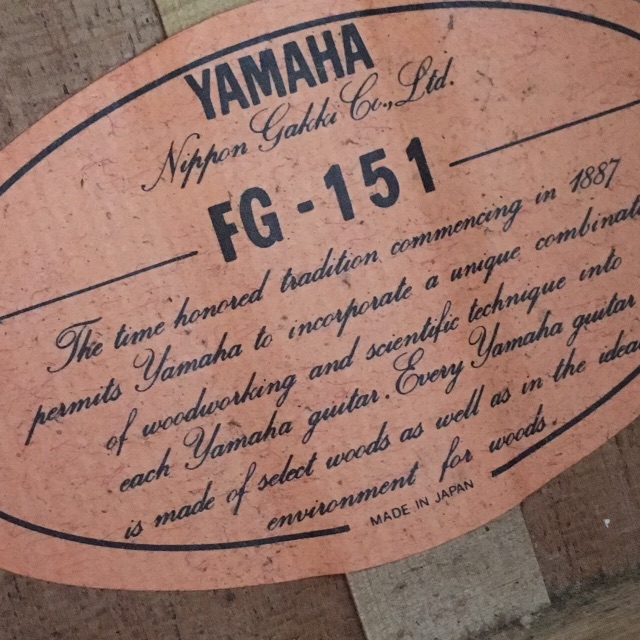 YAMAHA
Nippon Gakki Co., Ltd.
FG-151
The time honored tradition commencing in 1887
permits Yamaha to incorporate a unique combinati
of woodworking and scientific technique into
each Yamaha guitar. Every Yamaha guitar
is made of select woods as well as in the idea
environment for woods.
MADE IN JAPAN